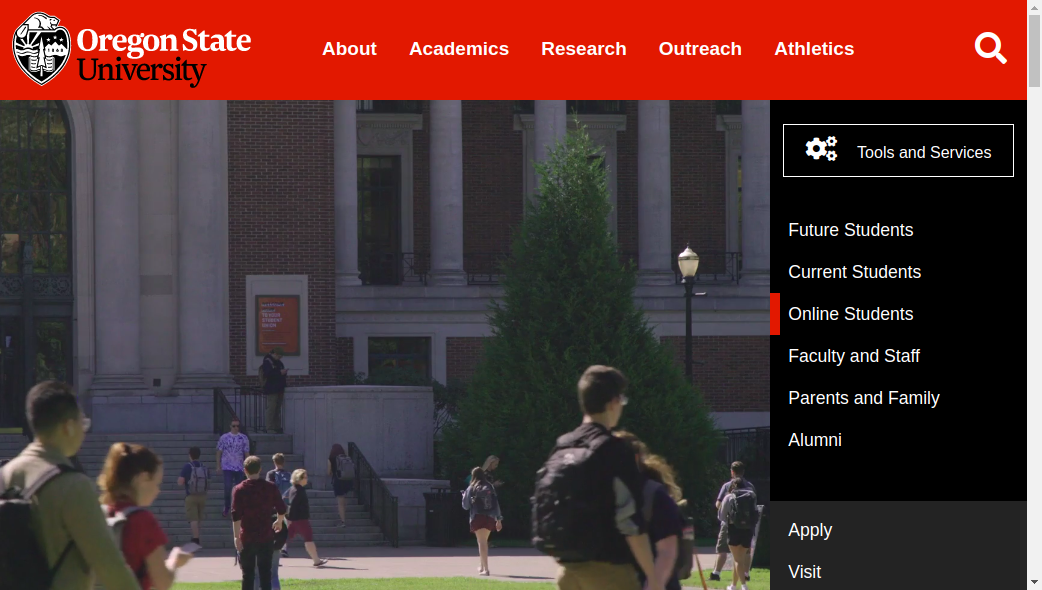 Oregon State
University
About
Academics
Research
Outreach
Athletics
Tools and Services
Future Students
Current Students
Online Students
Faculty and Staff
Parents and Family
Alumni
Apply
Visit